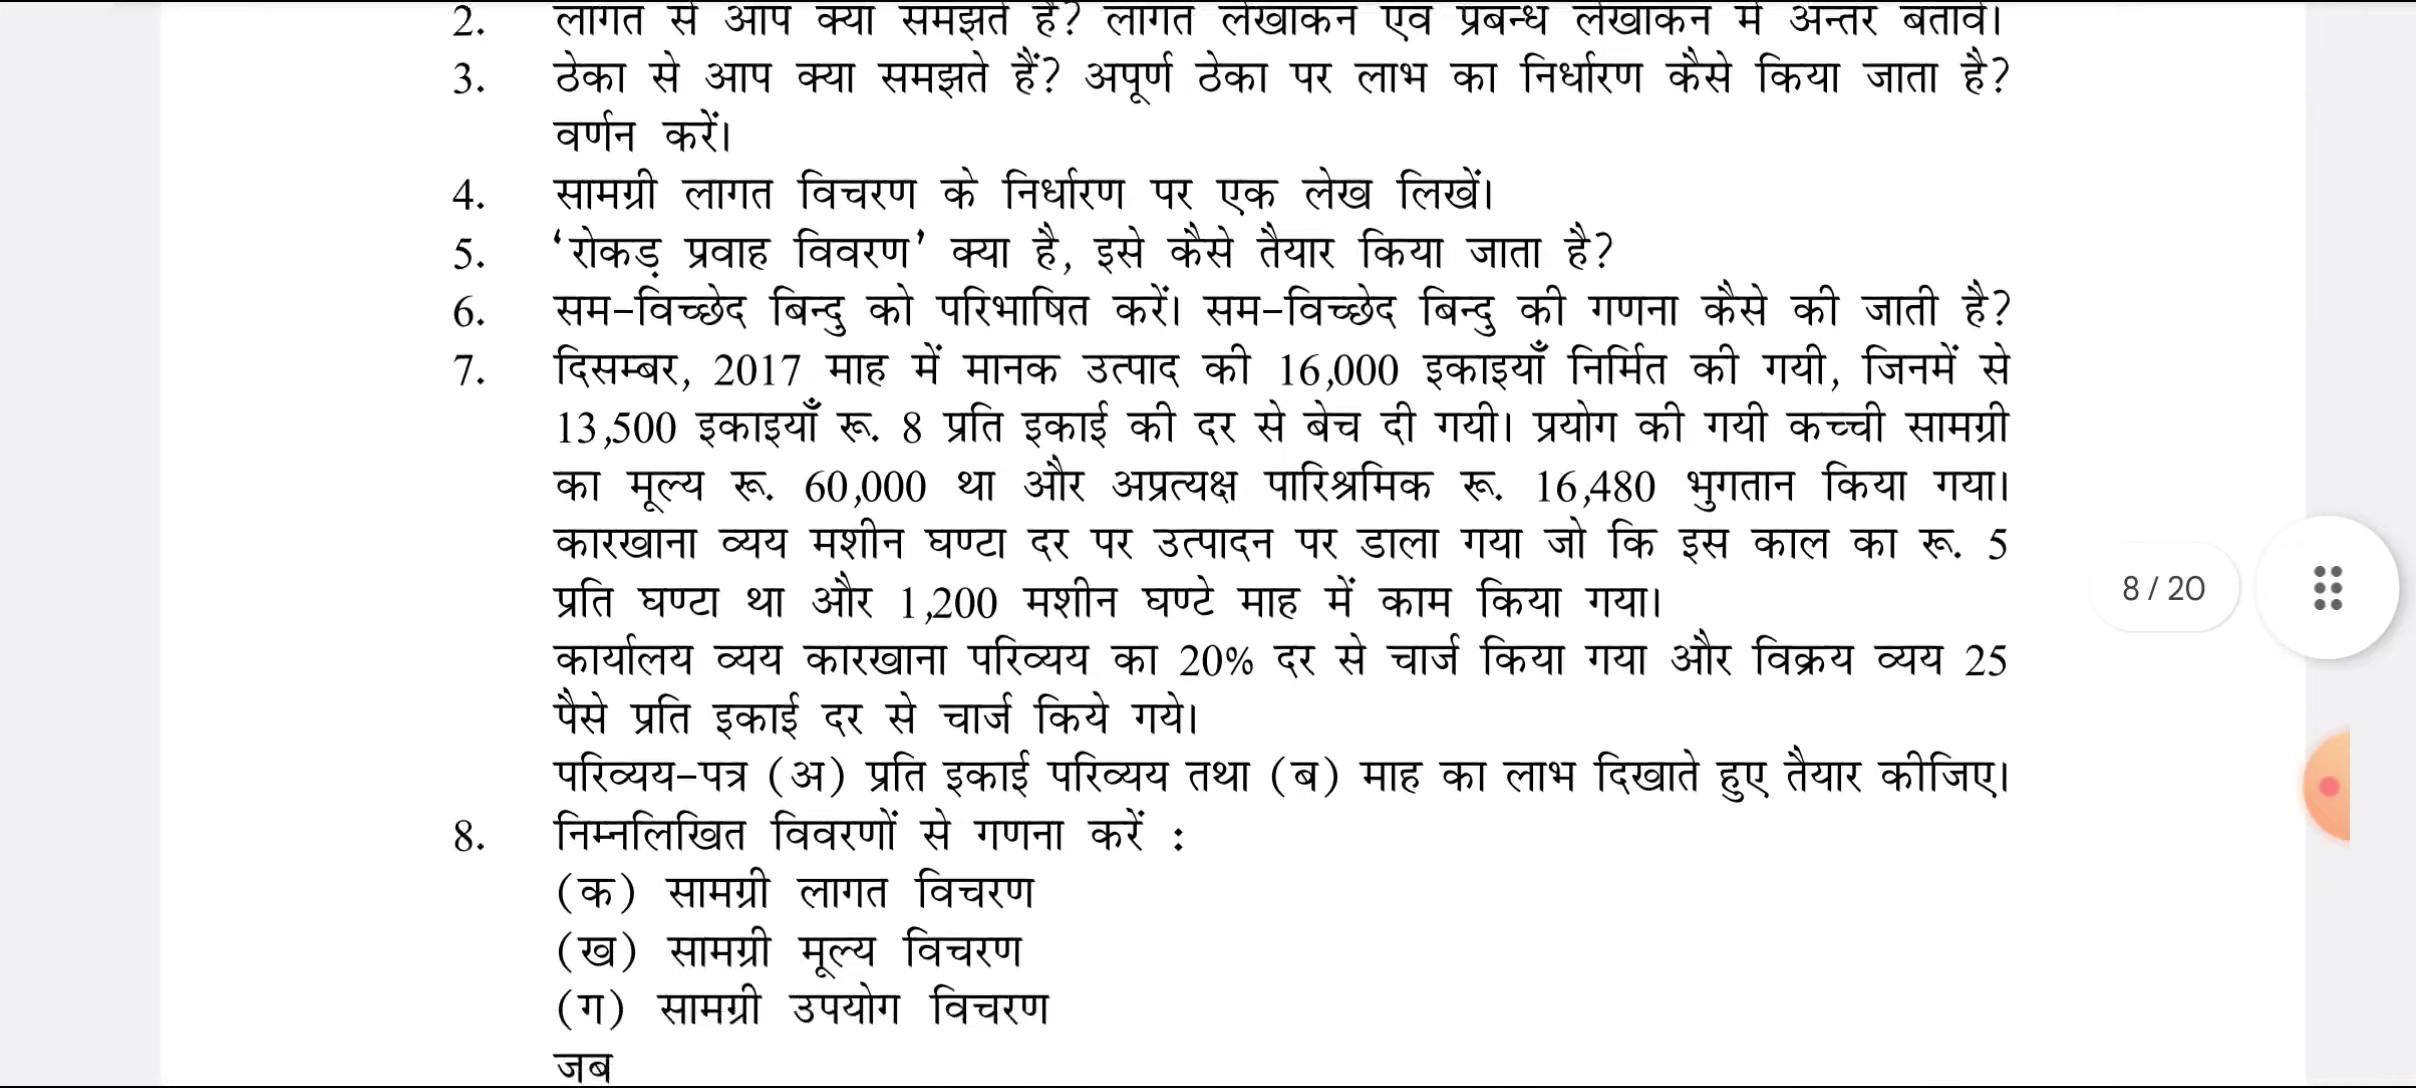 2. लागत से आप क्या समझते हैं? लागत लेखांकन एवं प्रबन्ध लेखांकन में अन्तर बतावें।
3. ठेका से आप क्या समझते हैं? अपूर्ण ठेका पर लाभ का निर्धारण कैसे किया जाता है?
वर्णन करें।
4. सामग्री लागत विचरण के निर्धारण पर एक लेख लिखें।
5. ‘रोकड़ प्रवाह विवरण’ क्या है, इसे कैसे तैयार किया जाता है?
6. सम-विच्छेद बिन्दु को परिभाषित करें। सम-विच्छेद बिन्दु की गणना कैसे की जाती है?
7. दिसम्बर, 2017 माह में मानक उत्पाद की 16,000 इकाइयाँ निर्मित की गयी, जिनमें से
13,500 इकाइयाँ रू. 8 प्रति इकाई की दर से बेच दी गयी। प्रयोग की गयी कच्ची सामग्री
का मूल्य रू. 60,000 था और अप्रत्यक्ष पारिश्रमिक रू. 16,480 भुगतान किया गया।
कारखाना व्यय मशीन घण्टा दर पर उत्पादन पर डाला गया जो कि इस काल का रू. 5
प्रति घण्टा था और 1,200 मशीन घण्टे माह में काम किया गया।
कार्यालय व्यय कारखाना परिव्यय का 20% दर से चार्ज किया गया और विक्रय व्यय 25
पैसे प्रति इकाई दर से चार्ज किये गये।
परिव्यय-पत्र (अ) प्रति इकाई परिव्यय तथा (ब) माह का लाभ दिखाते हुए तैयार कीजिए।
8. निम्नलिखित विवरणों से गणना करें :
(क) सामग्री लागत विचरण
(ख) सामग्री मूल्य विचरण
(ग) सामग्री उपयोग विचरण
जब
8 / 20